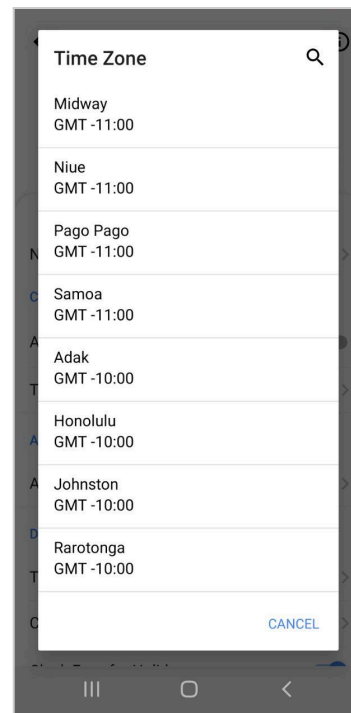 Time Zone
Midway
GMT -11:00
Niue
GMT -11:00
Pago Pago
GMT -11:00
Samoa
GMT -11:00
Adak
GMT -10:00
Honolulu
GMT -10:00
Johnston
GMT -10:00
Rarotonga
GMT -10:00
CANCEL